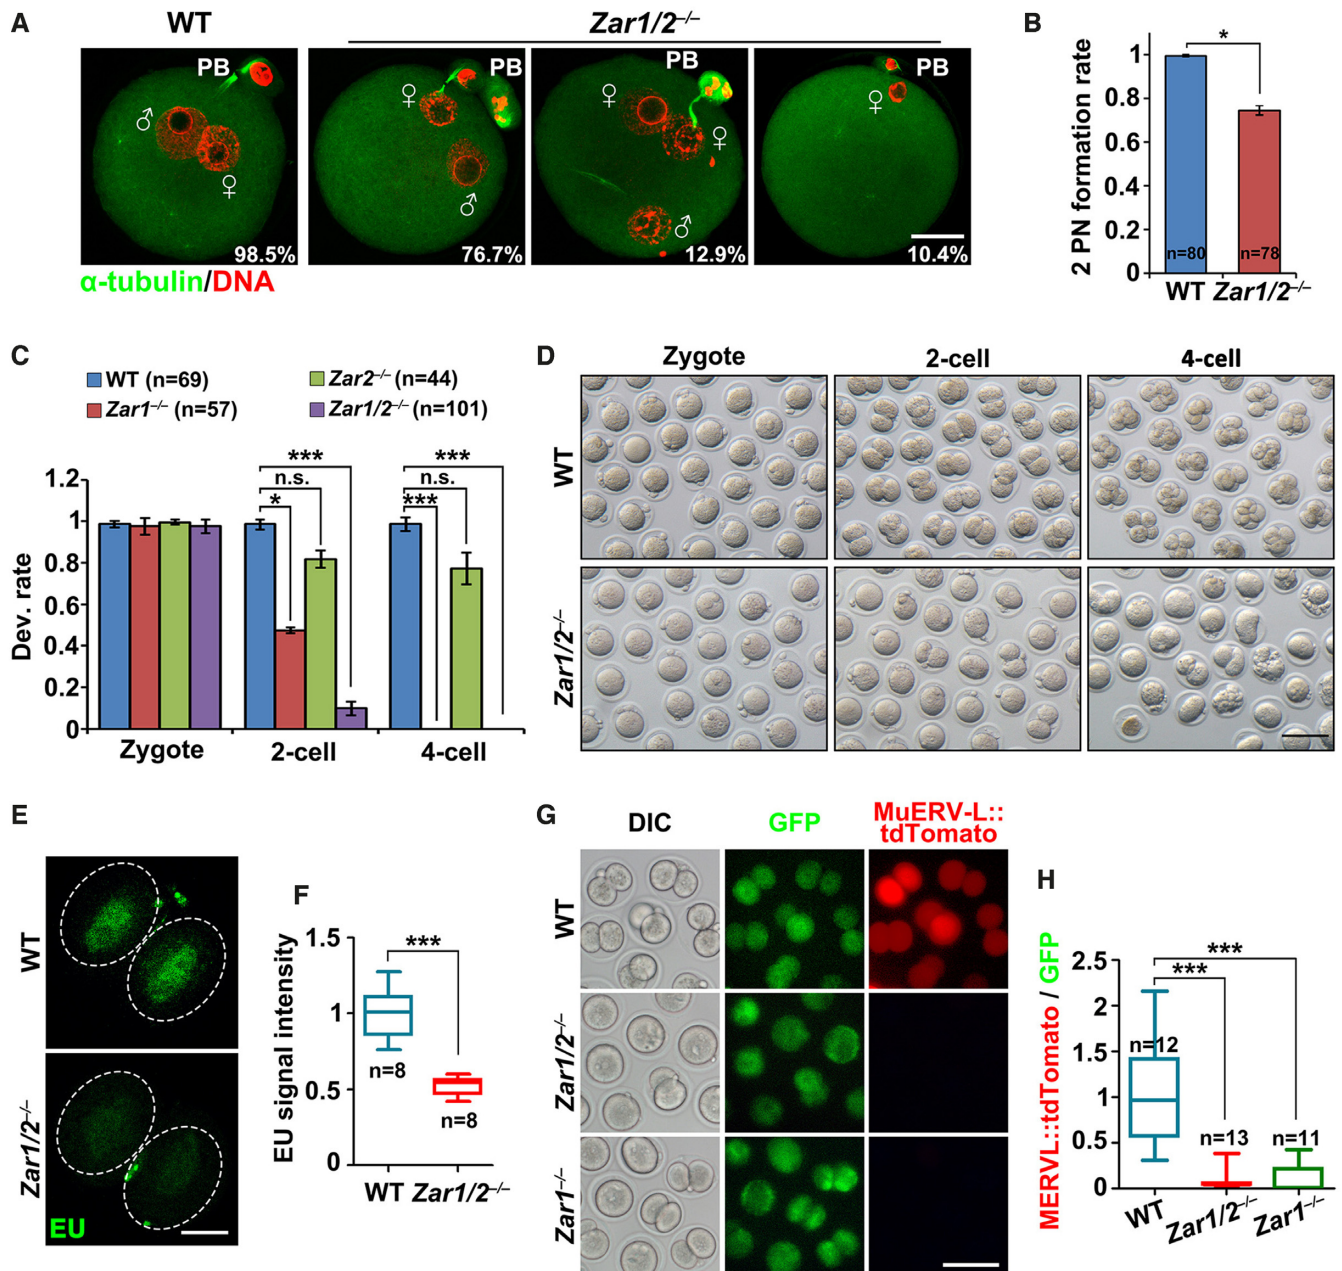 A
WT
Zar1/2⁻/⁻
PB
♂
♀
98.5%
PB
♀
♂
76.7%
PB
♀
♀
♂
12.9%
PB
♀
10.4%
α-tubulin/DNA
B
2 PN formation rate
1
0.8
0.6
0.4
0.2
0
*
n=80
n=78
WT
Zar1/2⁻/⁻
C
WT (n=69)
Zar2⁻/⁻ (n=44)
Zar1⁻/⁻ (n=57)
Zar1/2⁻/⁻ (n=101)
Dev. rate
1.2
1
0.8
0.6
0.4
0.2
0
***
n.s.
*
***
n.s.
***
Zygote
2-cell
4-cell
D
Zygote
2-cell
4-cell
WT
Zar1/2⁻/⁻
E
WT
Zar1/2⁻/⁻
EU
F
EU signal intensity
1.5
1
0.5
0
***
n=8
n=8
WT
Zar1/2⁻/⁻
G
DIC
GFP
MuERV-L::
tdTomato
WT
Zar1/2⁻/⁻
Zar1⁻/⁻
H
MERVL::tdTomato / GFP
2.5
2
1.5
1
0.5
0
***
***
n=12
n=13
n=11
WT
Zar1/2⁻/⁻
Zar1⁻/⁻